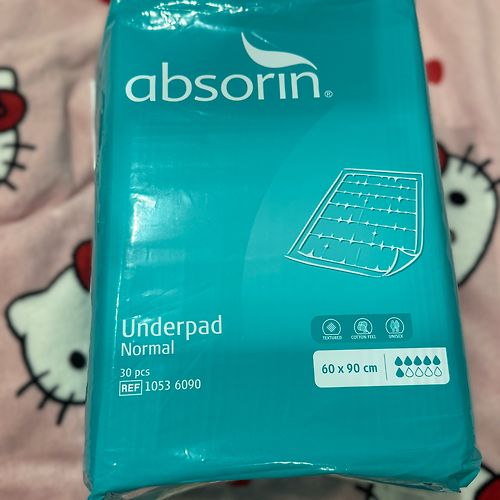 absorin®
Underpad
Normal
30 pcs
REF 1053 6090
TEXTURED COTTON FEEL UNISEX
60 x 90 cm